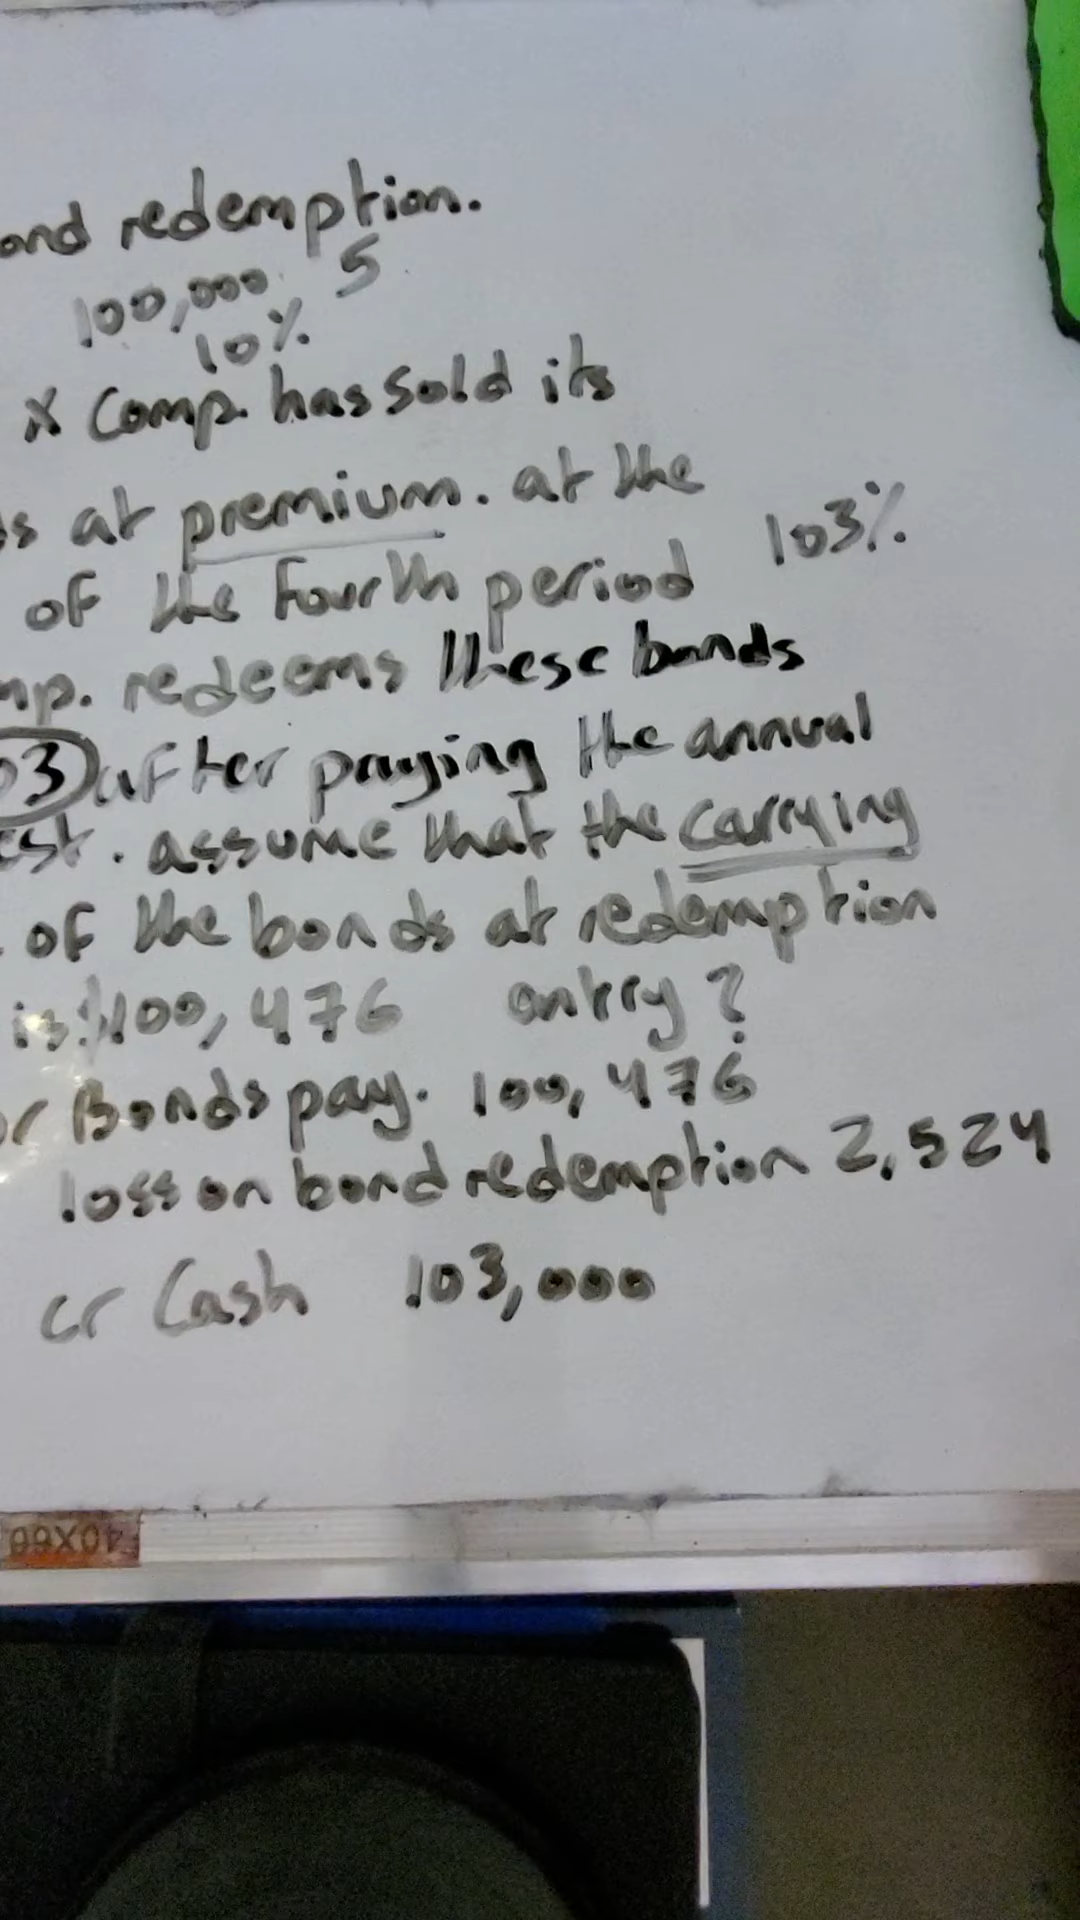 ond redemption.
100,000 5
10%
X Comp. has sold its
s at premium. at the
103%
of the fourth period
mp. redeems these bonds
03 after paying the annual
est. assume that the carrying
. of the bonds at redemption
is $100,476 entry?
r Bonds pay. 100,476
loss on bond redemption 2,524
cr Cash 103,000